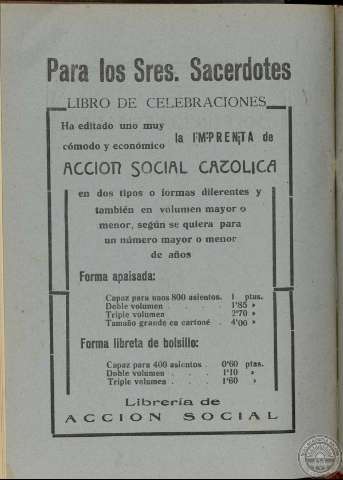 Para los Sres. Sacerdotes
LIBRO DE CELEBRACIONES
Ha editado uno muy
cómodo y económico
la IMPRENTA de
ACCION SOCIAL CAZOLICA
en dos tipos o formas diferentes y
también en volumen mayor o
menor, según se quiera para
un número mayor o menor
de años
Forma apaisada:
Capaz para unos 800 asientos. 1 ptas.
Doble volumen . . . . 1'85 »
Triple volumen . . . . 2'70 »
Tamaño grande en cartoné . 4'00 »
Forma libreta de bolsillo:
Capaz para 400 asientos . 0'60 ptas.
Doble volumen . . . . 1'10 »
Triple volumen . . . . 1'60 »
Librería de
ACCION SOCIAL